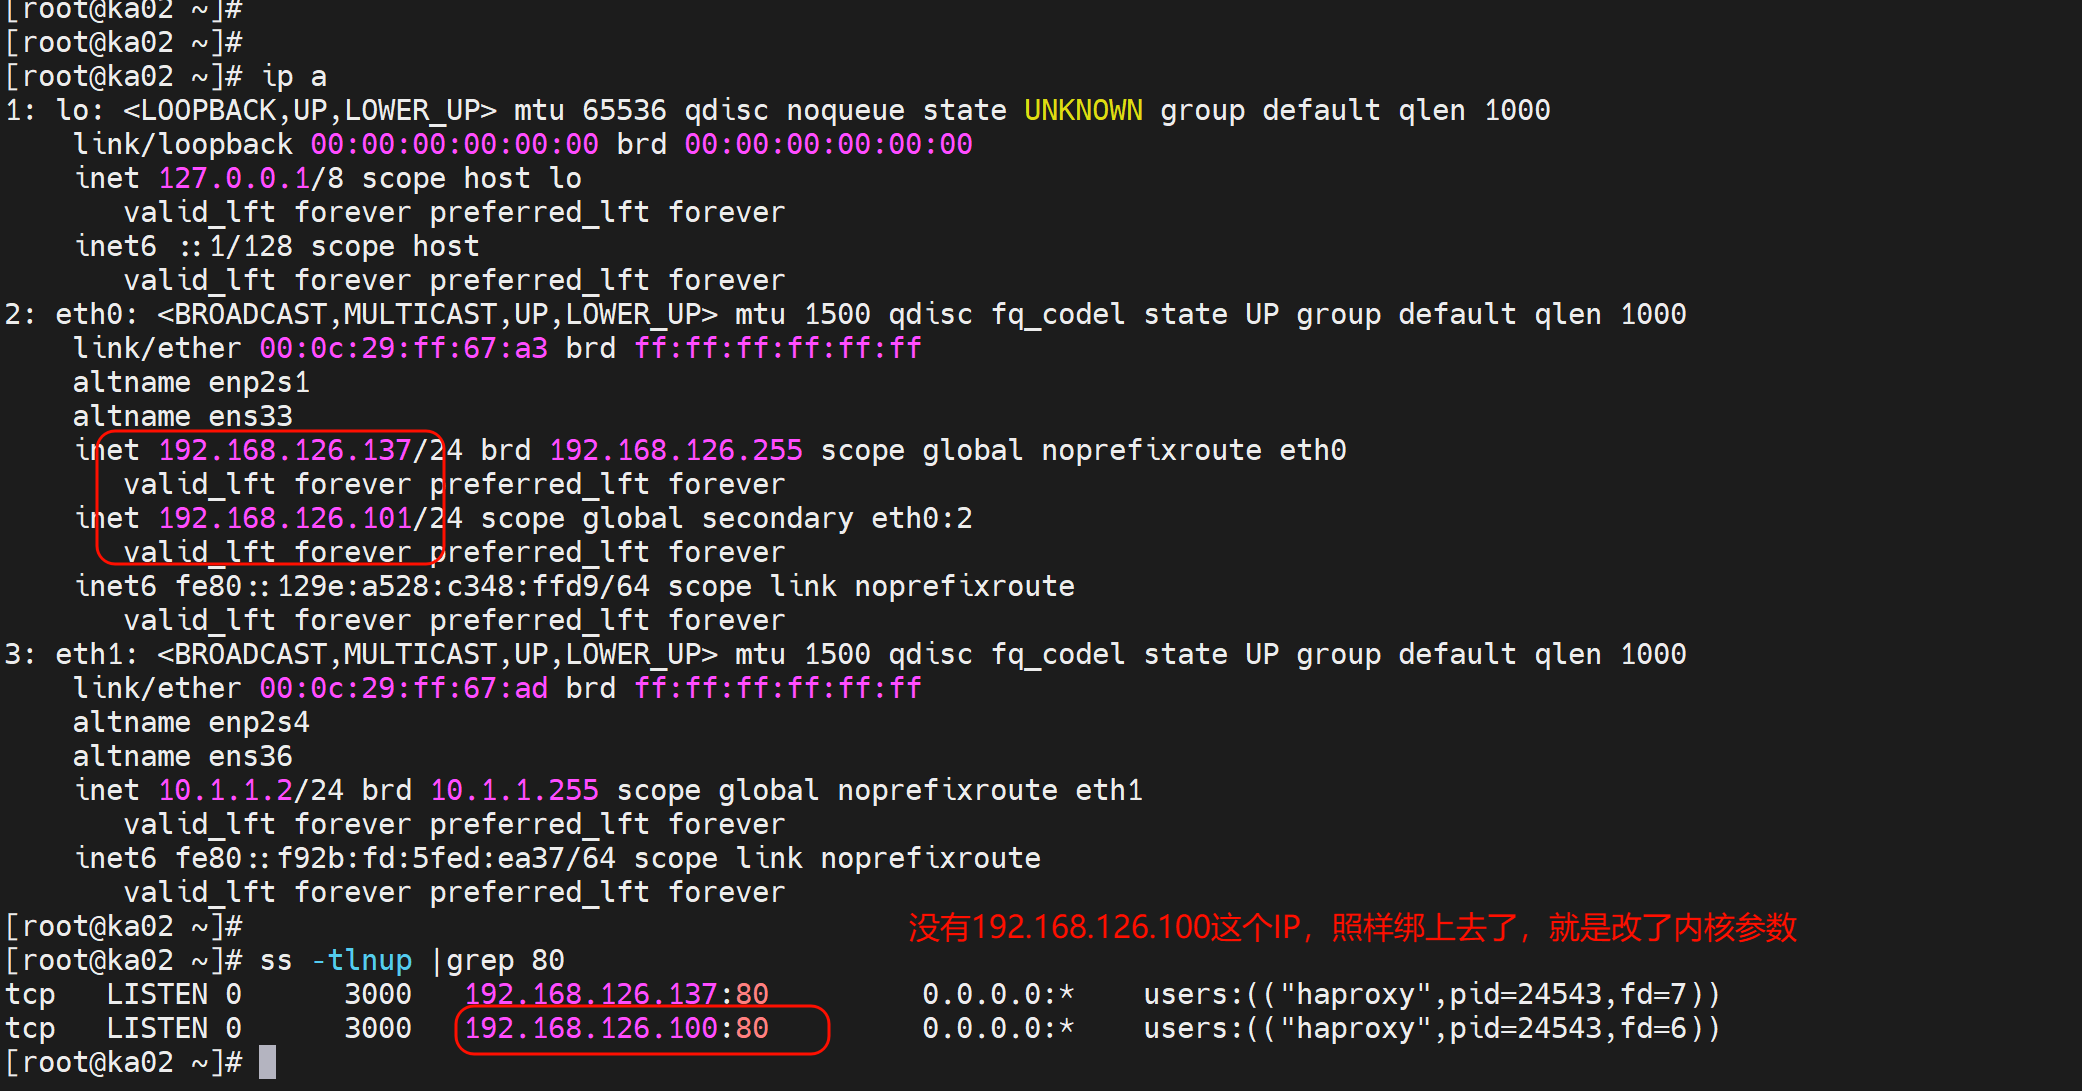 [root@ka02 ~]#
[root@ka02 ~]#
[root@ka02 ~]# ip a
1: lo: <LOOPBACK,UP,LOWER_UP> mtu 65536 qdisc noqueue state UNKNOWN group default qlen 1000
    link/loopback 00:00:00:00:00:00 brd 00:00:00:00:00:00
    inet 127.0.0.1/8 scope host lo
       valid_lft forever preferred_lft forever
    inet6 ::1/128 scope host
       valid_lft forever preferred_lft forever
2: eth0: <BROADCAST,MULTICAST,UP,LOWER_UP> mtu 1500 qdisc fq_codel state UP group default qlen 1000
    link/ether 00:0c:29:ff:67:a3 brd ff:ff:ff:ff:ff:ff
    altname enp2s1
    altname ens33
    inet 192.168.126.137/24 brd 192.168.126.255 scope global noprefixroute eth0
       valid_lft forever preferred_lft forever
    inet 192.168.126.101/24 scope global secondary eth0:2
       valid_lft forever preferred_lft forever
    inet6 fe80::129e:a528:c348:ffd9/64 scope link noprefixroute
       valid_lft forever preferred_lft forever
3: eth1: <BROADCAST,MULTICAST,UP,LOWER_UP> mtu 1500 qdisc fq_codel state UP group default qlen 1000
    link/ether 00:0c:29:ff:67:ad brd ff:ff:ff:ff:ff:ff
    altname enp2s4
    altname ens36
    inet 10.1.1.2/24 brd 10.1.1.255 scope global noprefixroute eth1
       valid_lft forever preferred_lft forever
    inet6 fe80::f92b:fd:5fed:ea37/64 scope link noprefixroute
       valid_lft forever preferred_lft forever
[root@ka02 ~]#
没有192.168.126.100这个IP，照样绑上去了，就是改了内核参数
[root@ka02 ~]# ss -tlnup |grep 80
tcp   LISTEN 0      3000   192.168.126.137:80         0.0.0.0:*    users:(("haproxy",pid=24543,fd=7))
tcp   LISTEN 0      3000   192.168.126.100:80         0.0.0.0:*    users:(("haproxy",pid=24543,fd=6))
[root@ka02 ~]#